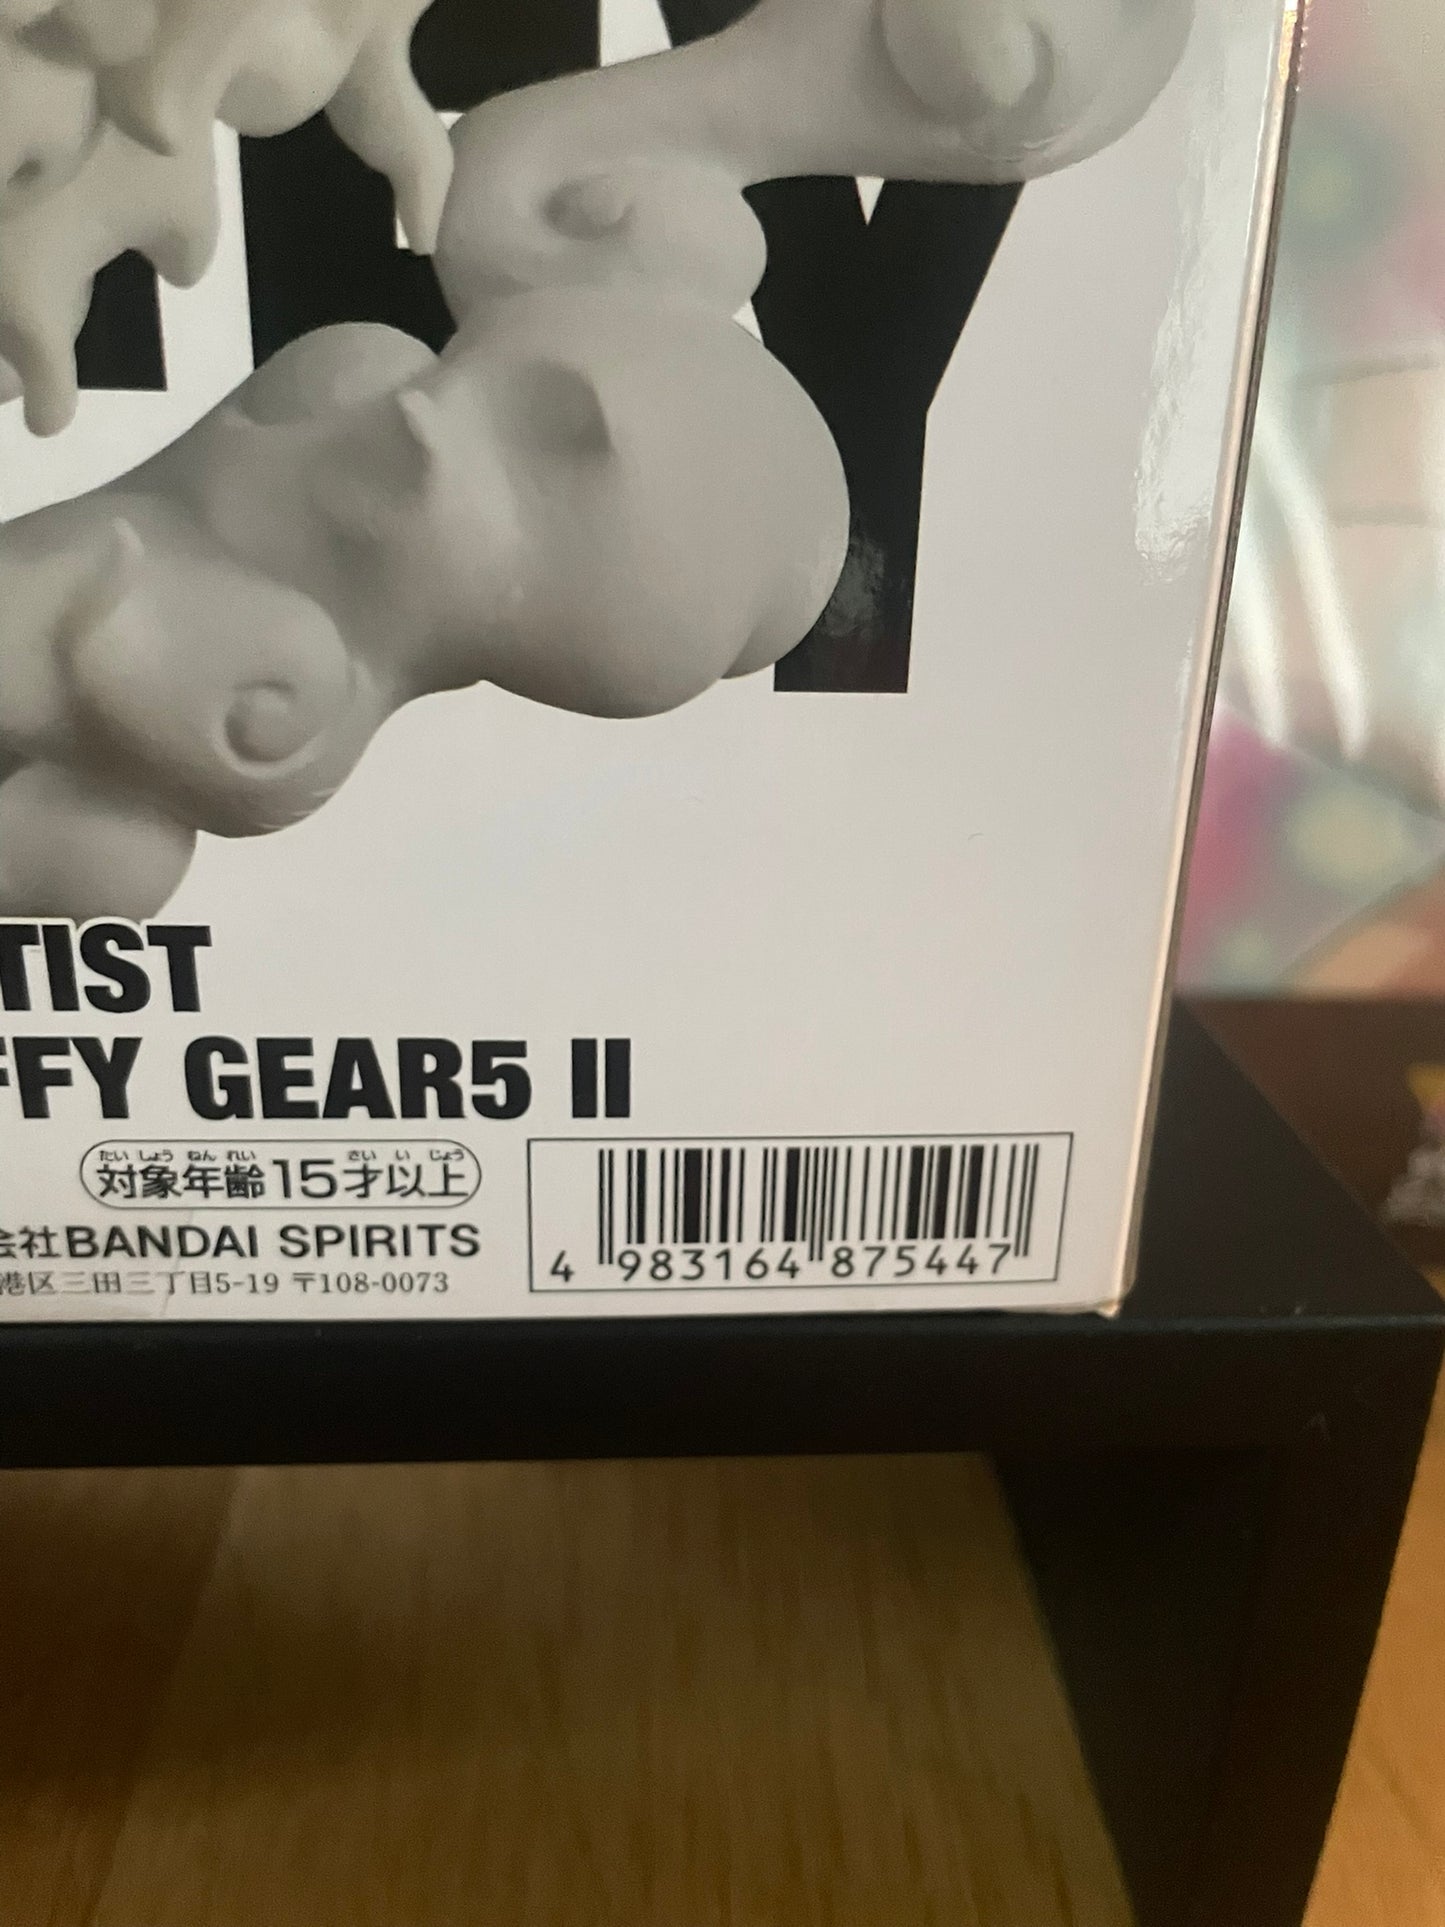 Y
TIST
FFY GEAR5 II
たいしょうねんれい さいいじょう
対象年齢15才以上
会社BANDAI SPIRITS
港区三田三丁目5-19 〒108-0073
4 983164 875447